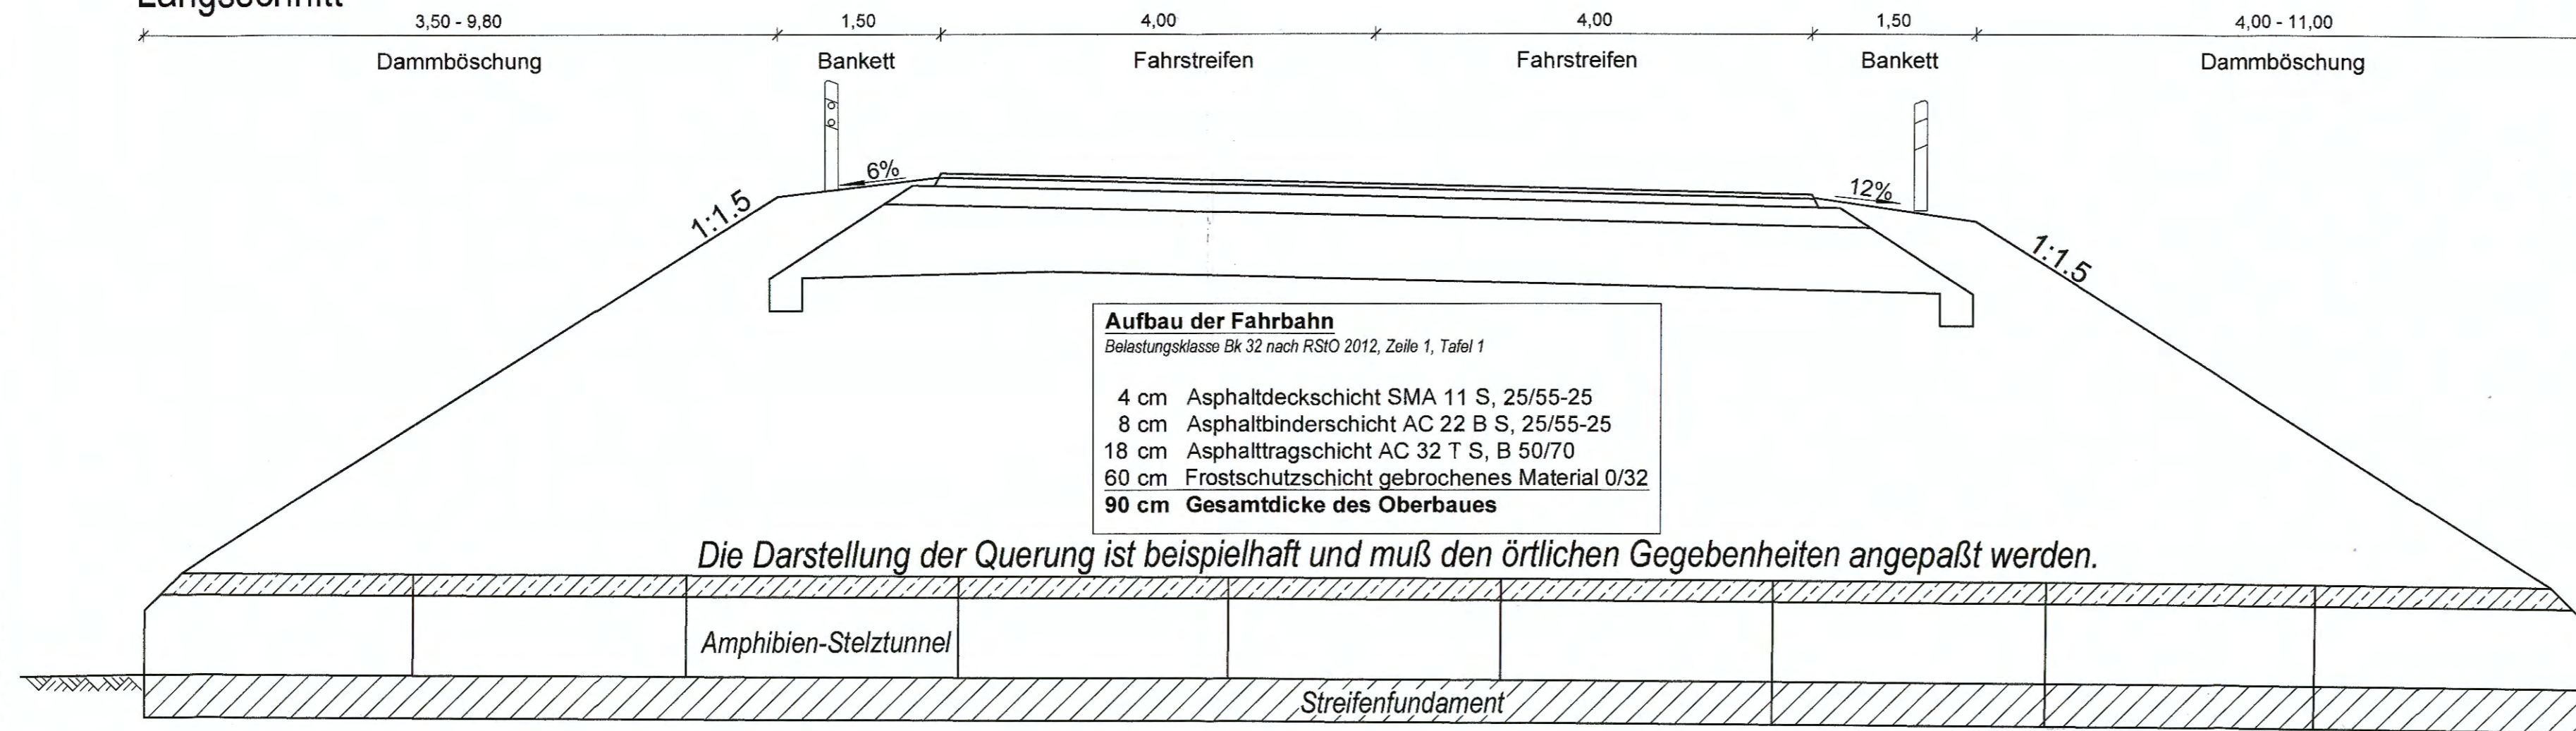 Längsschnitt
3,50 - 9,80 1,50 4,00 4,00 1,50 4,00 - 11,00
Dammböschung Bankett Fahrstreifen Fahrstreifen Bankett Dammböschung
6%
12%
1:1.5
1:1.5
Aufbau der Fahrbahn
Belastungsklasse Bk 32 nach RStO 2012, Zeile 1, Tafel 1
4 cm Asphaltdeckschicht SMA 11 S, 25/55-25
8 cm Asphaltbinderschicht AC 22 B S, 25/55-25
18 cm Asphalttragschicht AC 32 T S, B 50/70
60 cm Frostschutzschicht gebrochenes Material 0/32
90 cm Gesamtdicke des Oberbaues
Die Darstellung der Querung ist beispielhaft und muß den örtlichen Gegebenheiten angepaßt werden.
Amphibien-Stelztunnel
Streifenfundament